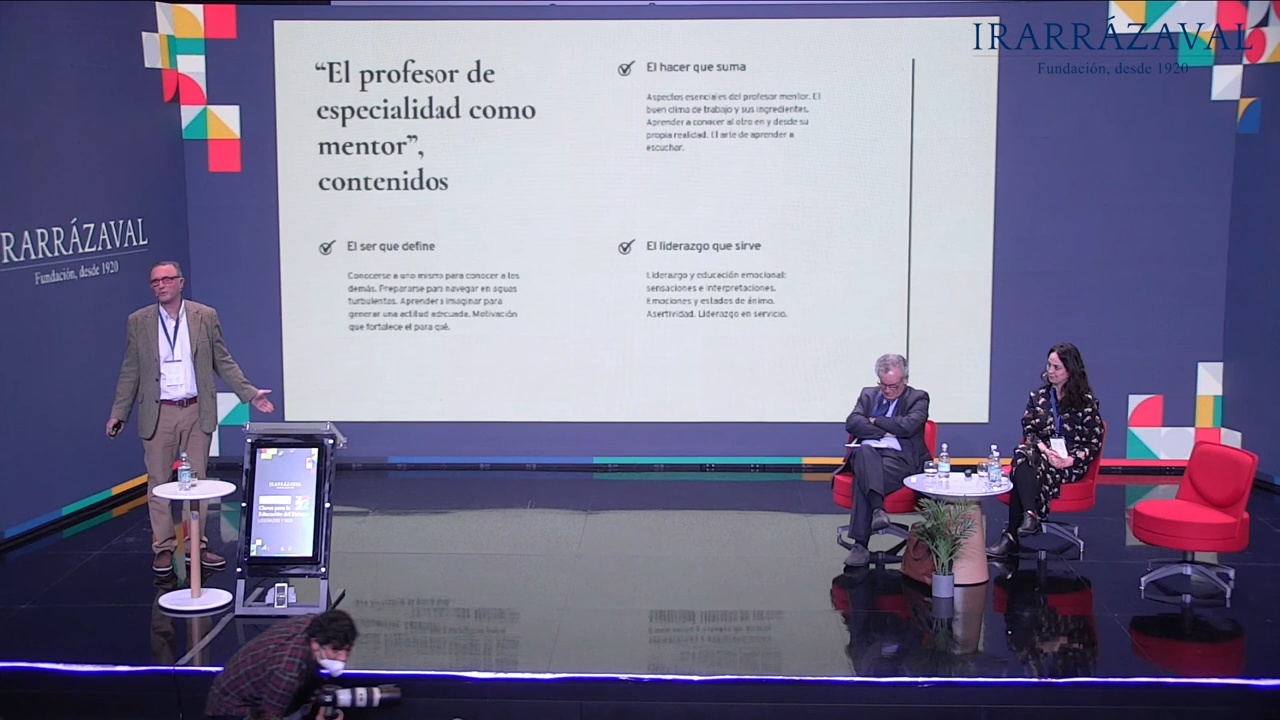 IRARRÁZAVAL
Fundación, desde 1920
“El profesor de
especialidad como
mentor”,
contenidos
El hacer que suma
Aspectos esenciales del profesor mentor. El
buen clima de trabajo y sus ingredientes.
Aprender a conocer al otro en y desde su
propia realidad. El arte de aprender a
escuchar.
El ser que define
Conocerse a uno mismo para conocer a los
demás. Prepararse para navegar en aguas
turbulentas. Aprender a imaginar para
generar una actitud adecuada. Motivación
que fortalece el para qué.
El liderazgo que sirve
Liderazgo y educación emocional:
sensaciones e interpretaciones.
Emociones y estados de ánimo.
Asertividad. Liderazgo en servicio.
RARRÁZAVAL
Fundación, desde 1920
IRARRÁZAVAL